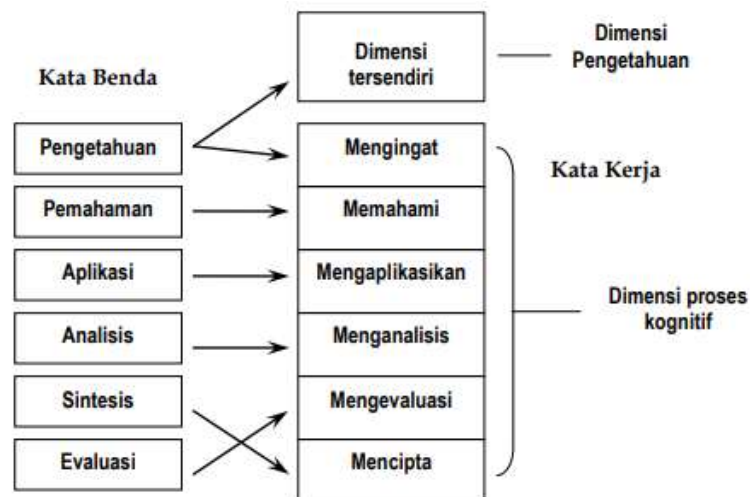 Kata Benda
Pengetahuan
Pemahaman
Aplikasi
Analisis
Sintesis
Evaluasi
Dimensi
tersendiri
Mengingat
Memahami
Mengaplikasikan
Menganalisis
Mengevaluasi
Mencipta
Dimensi
Pengetahuan
Kata Kerja
Dimensi proses
kognitif